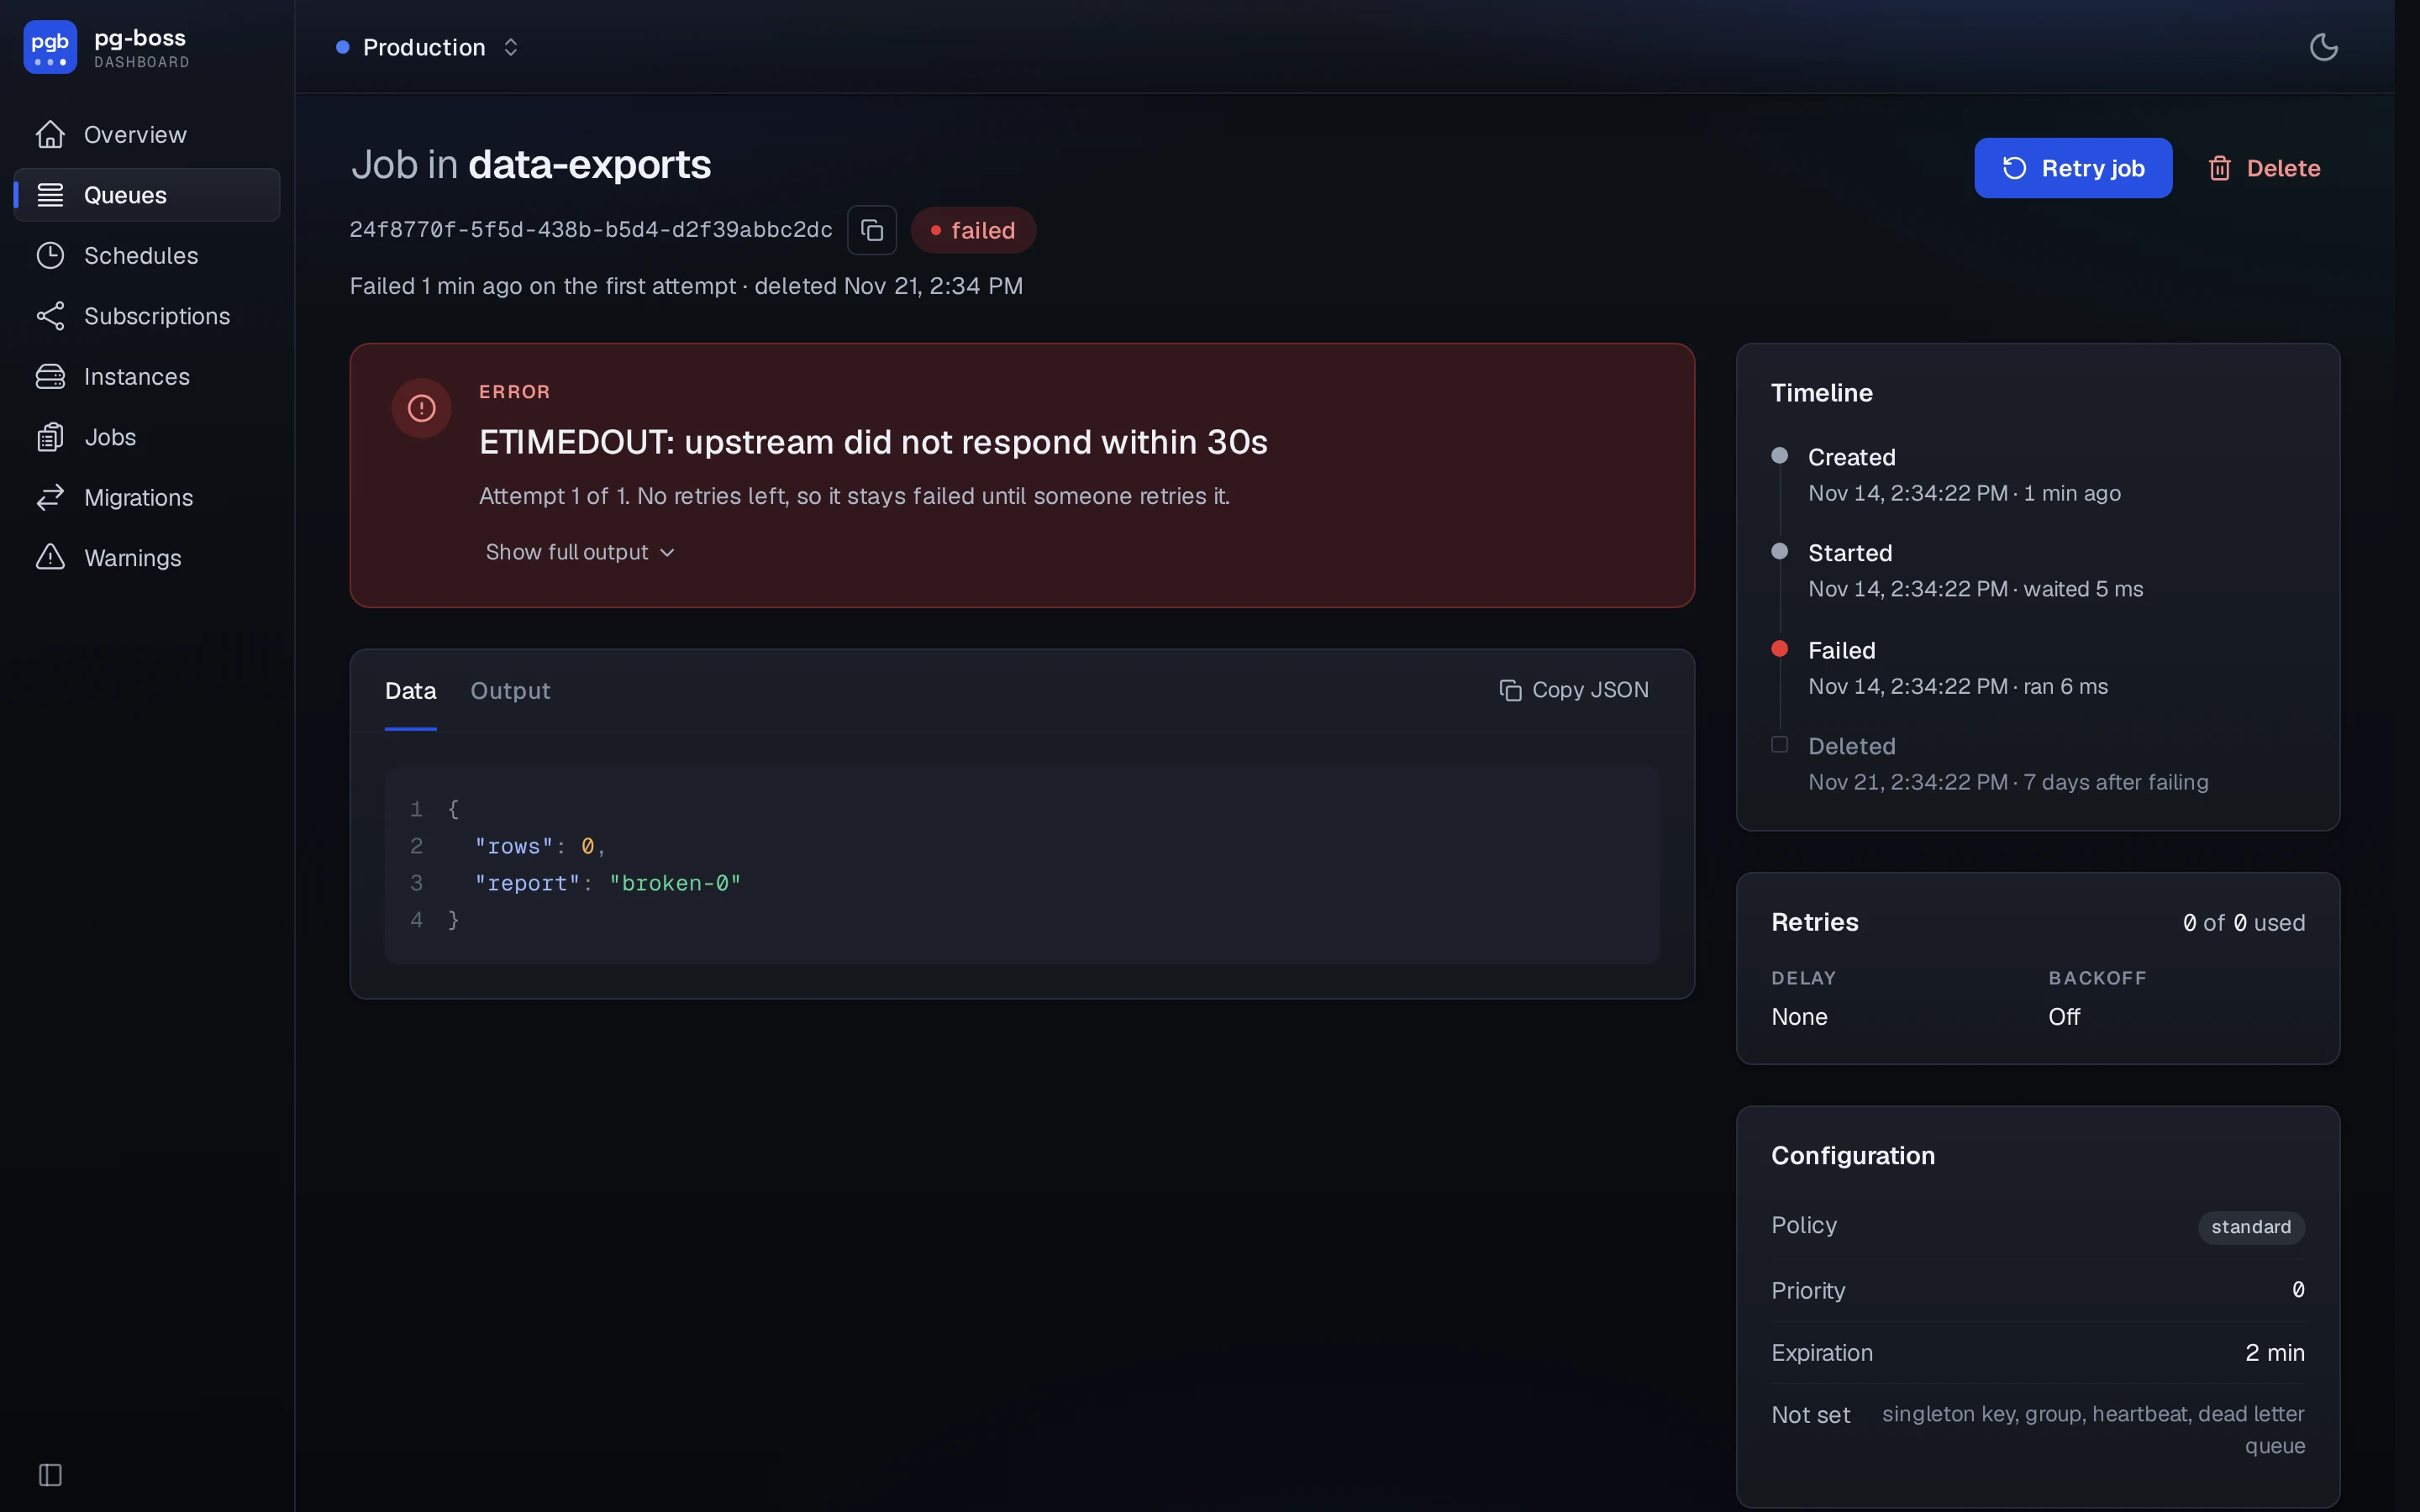 pgb
pg-boss
DASHBOARD
Overview
Queues
Schedules
Subscriptions
Instances
Jobs
Migrations
Warnings
Production
Job in data-exports
24f8770f-5f5d-438b-b5d4-d2f39abbc2dc
failed
Failed 1 min ago on the first attempt · deleted Nov 21, 2:34 PM
Retry job
Delete
ERROR
ETIMEDOUT: upstream did not respond within 30s
Attempt 1 of 1. No retries left, so it stays failed until someone retries it.
Show full output
Data
Output
Copy JSON
1 {
2 "rows": 0,
3 "report": "broken-0"
4 }
Timeline
Created
Nov 14, 2:34:22 PM · 1 min ago
Started
Nov 14, 2:34:22 PM · waited 5 ms
Failed
Nov 14, 2:34:22 PM · ran 6 ms
Deleted
Nov 21, 2:34:22 PM · 7 days after failing
Retries
0 of 0 used
DELAY
BACKOFF
None
Off
Configuration
Policy
standard
Priority
0
Expiration
2 min
Not set
singleton key, group, heartbeat, dead letter
queue